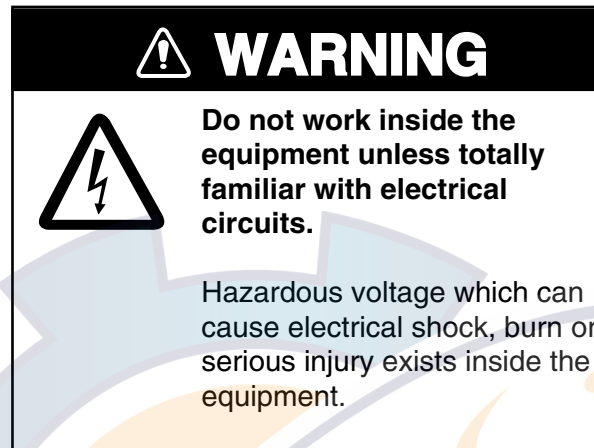 WARNING
Do not work inside the
equipment unless totally
familiar with electrical
circuits.
Hazardous voltage which can
cause electrical shock, burn or
serious injury exists inside the
equipment.